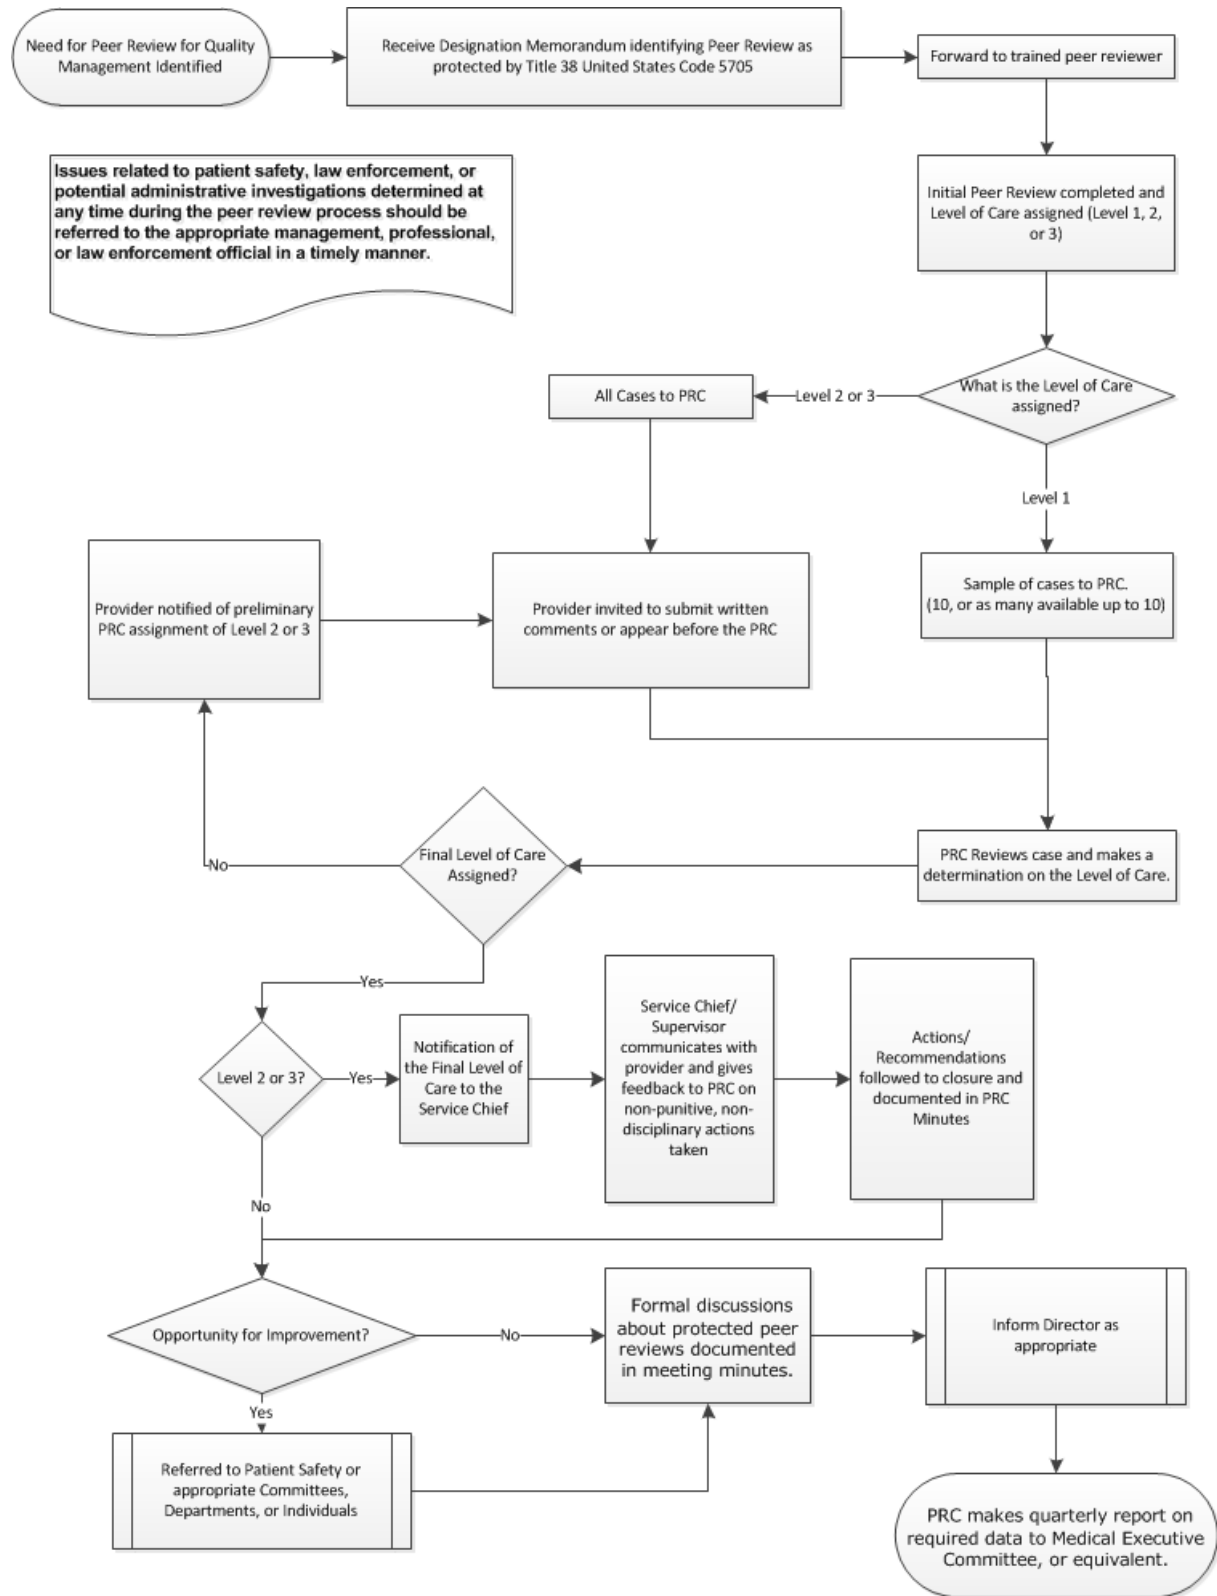 Need for Peer Review for Quality
Management Identified
Receive Designation Memorandum identifying Peer Review as
protected by Title 38 United States Code 5705
Forward to trained peer reviewer
Issues related to patient safety, law enforcement, or
potential administrative investigations determined at
any time during the peer review process should be
referred to the appropriate management, professional,
or law enforcement official in a timely manner.
Initial Peer Review completed and
Level of Care assigned (Level 1, 2,
or 3)
What is the Level of Care
assigned?
Level 2 or 3
All Cases to PRC
Level 1
Sample of cases to PRC.
(10, or as many available up to 10)
Provider notified of preliminary
PRC assignment of Level 2 or 3
Provider invited to submit written
comments or appear before the PRC
PRC Reviews case and makes a
determination on the Level of Care.
Final Level of Care
Assigned?
No
Yes
Level 2 or 3?
Yes
Notification of
the Final Level of
Care to the
Service Chief
Service Chief/
Supervisor
communicates with
provider and gives
feedback to PRC on
non-punitive, non-
disciplinary actions
taken
Actions/
Recommendations
followed to closure and
documented in PRC
Minutes
No
Opportunity for Improvement?
No
Formal discussions
about protected peer
reviews documented
in meeting minutes.
Inform Director as
appropriate
Yes
Referred to Patient Safety or
appropriate Committees,
Departments, or Individuals
PRC makes quarterly report on
required data to Medical Executive
Committee, or equivalent.